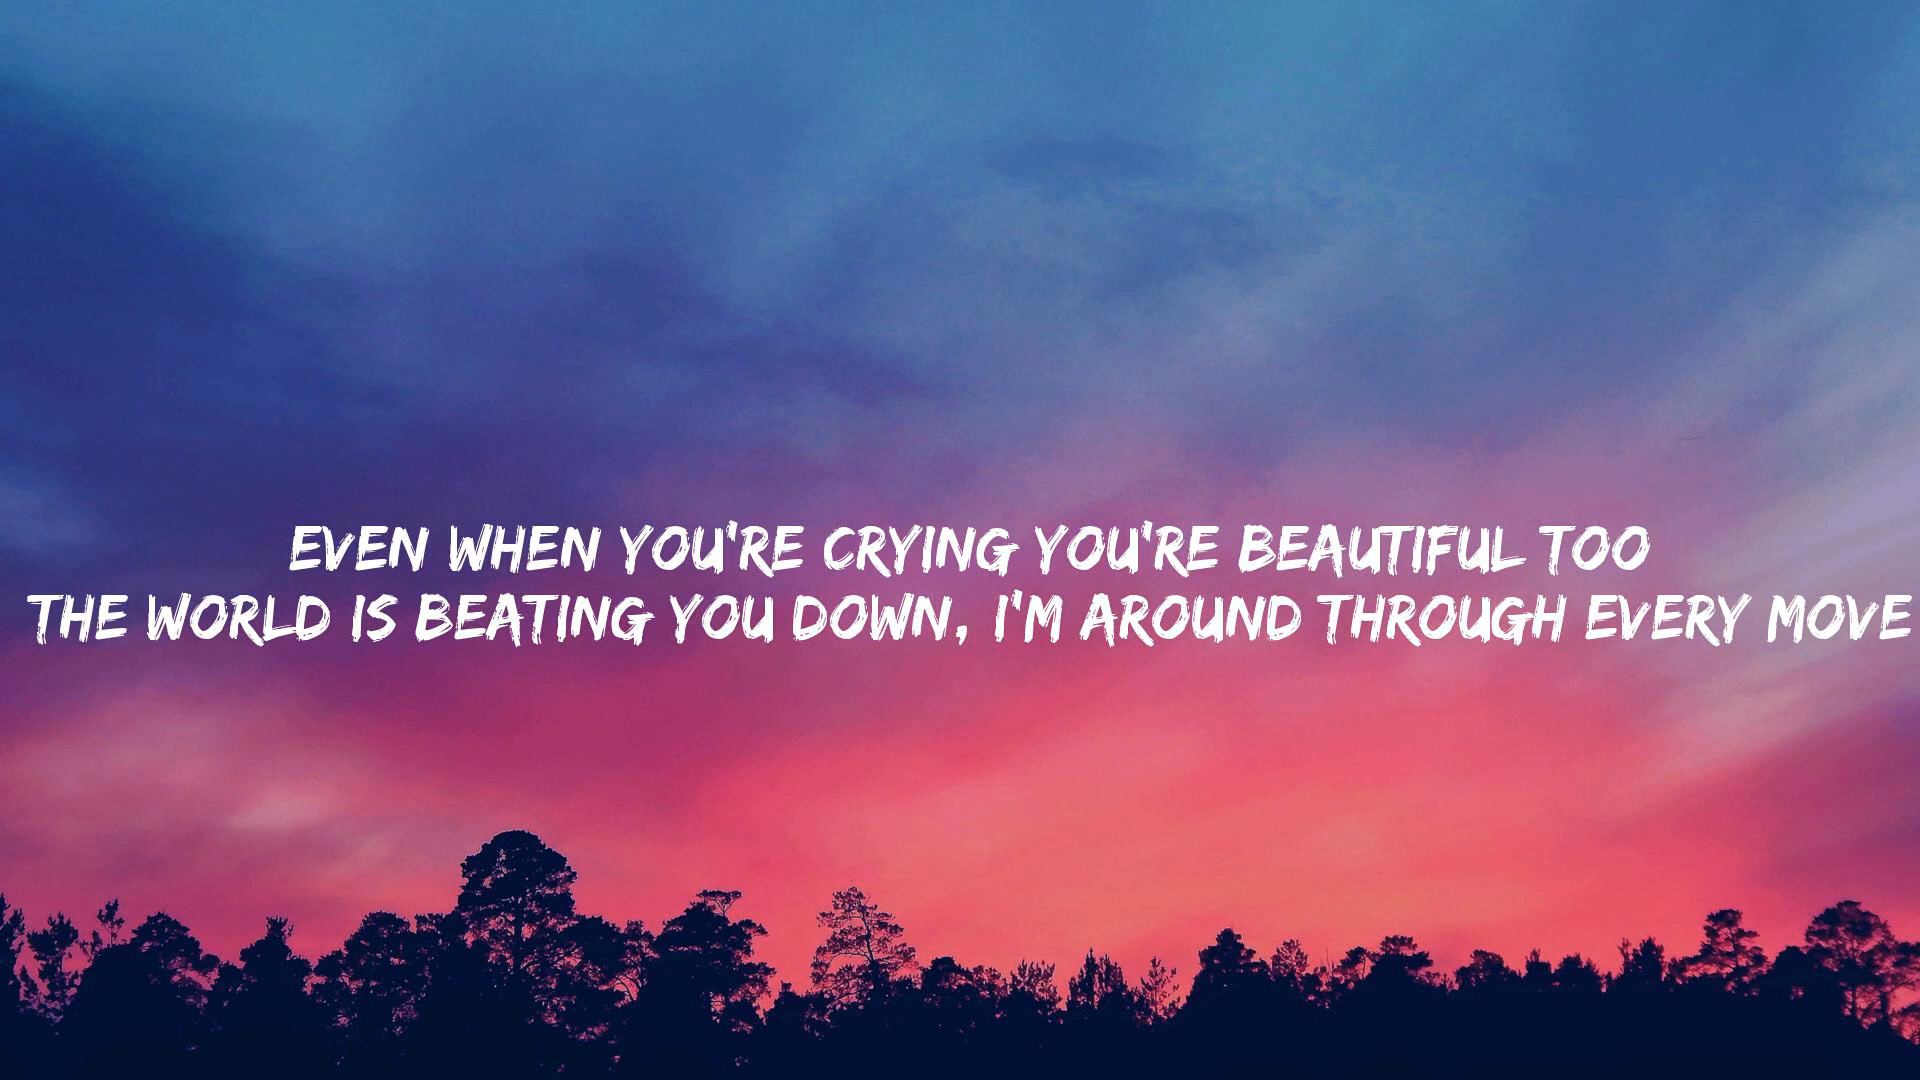 EVEN WHEN YOU'RE CRYING YOU'RE BEAUTIFUL TOO
THE WORLD IS BEATING YOU DOWN, I'M AROUND THROUGH EVERY MOVE